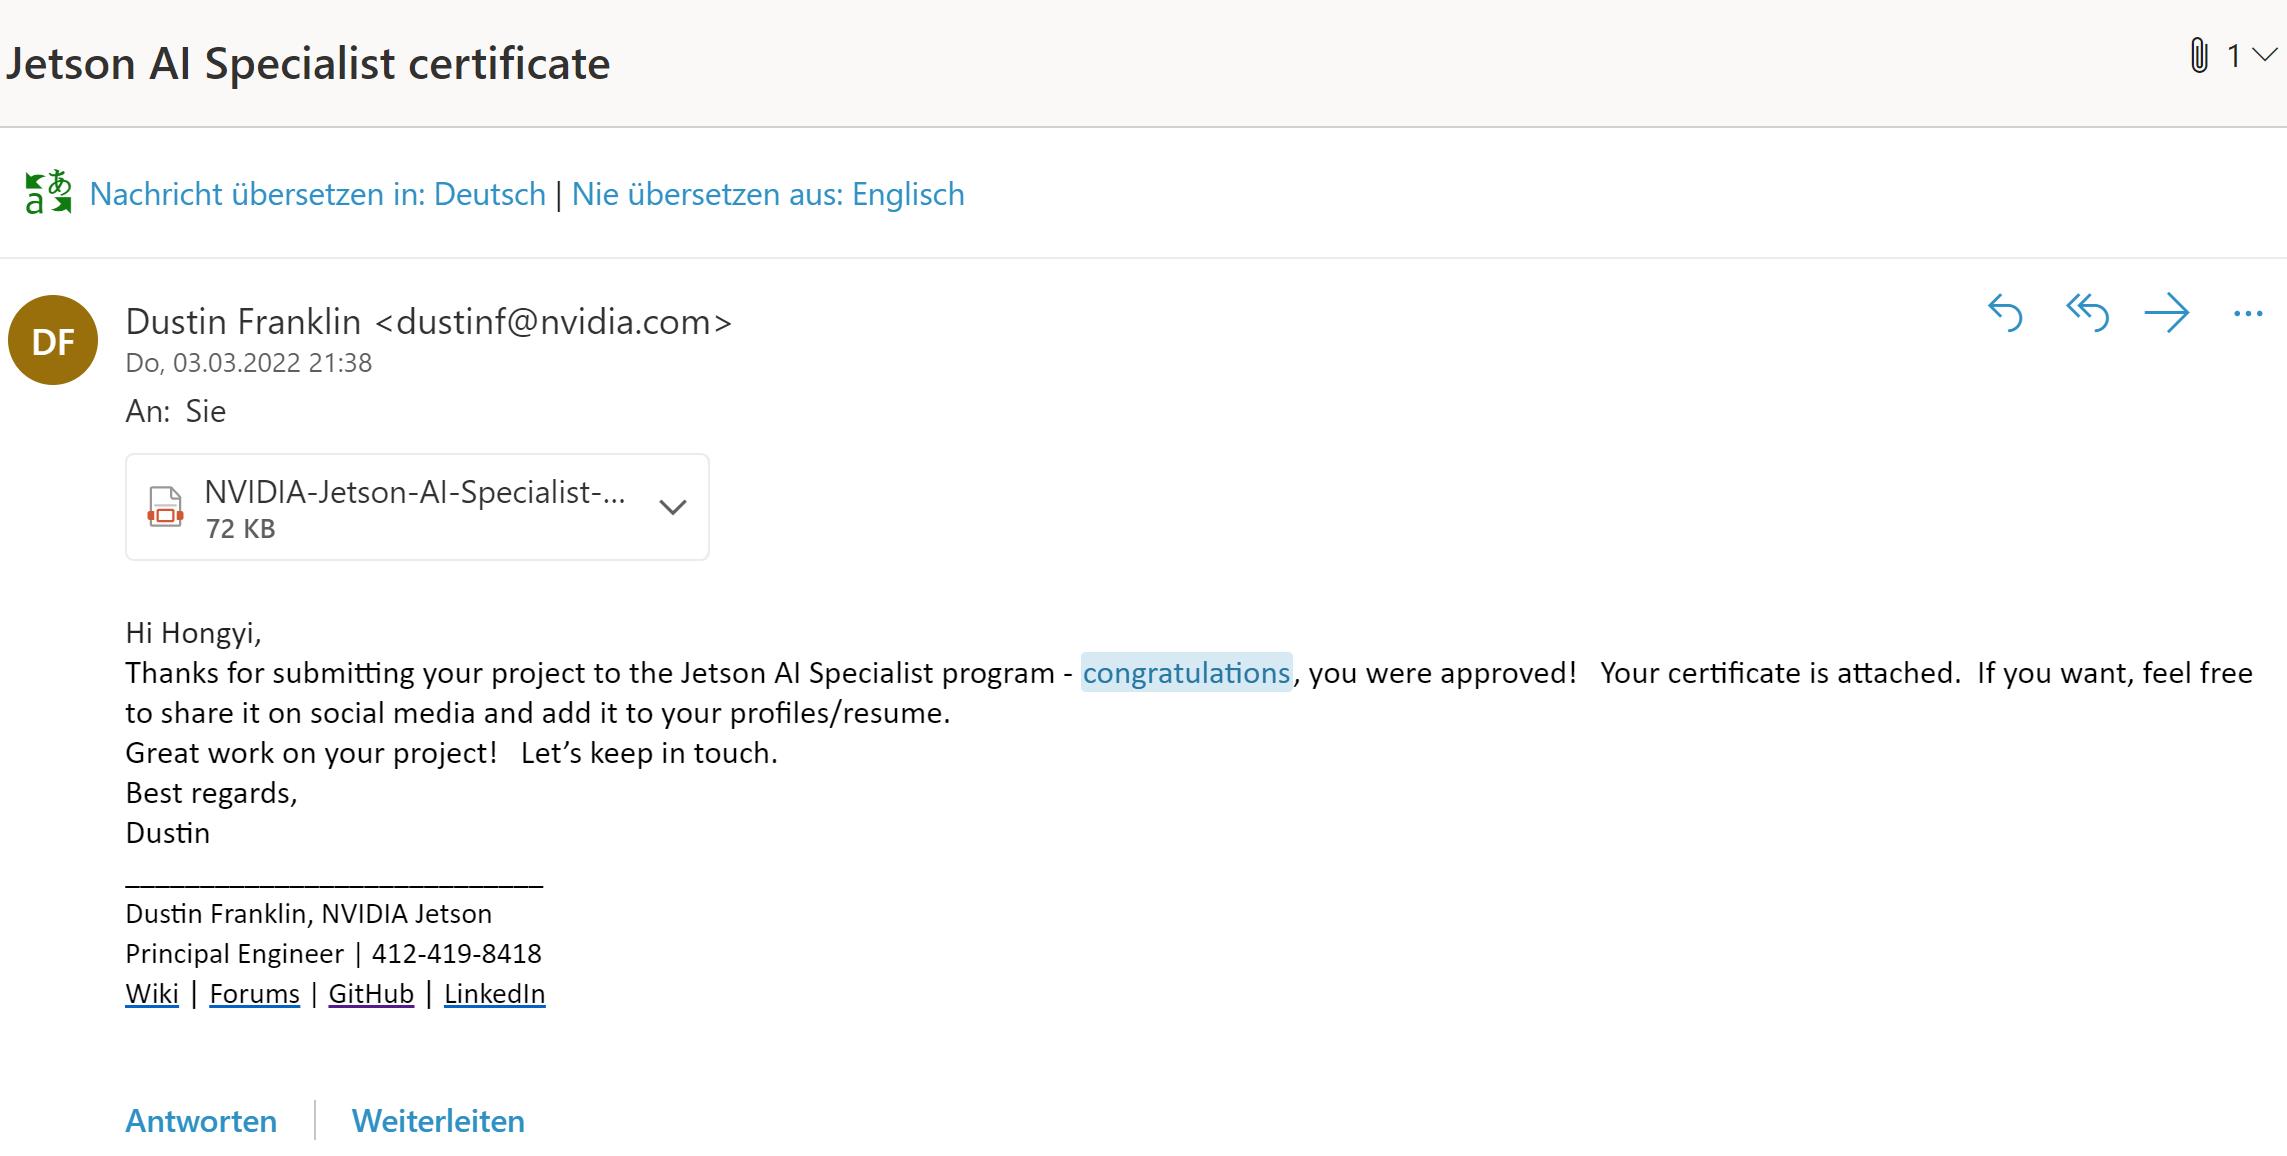 Jetson AI Specialist certificate
1
Nachricht übersetzen in: Deutsch | Nie übersetzen aus: Englisch
DF
Dustin Franklin <dustinf@nvidia.com>
Do, 03.03.2022 21:38
An: Sie
NVIDIA-Jetson-AI-Specialist-...
72 KB
Hi Hongyi,
Thanks for submitting your project to the Jetson AI Specialist program - congratulations, you were approved! Your certificate is attached. If you want, feel free
to share it on social media and add it to your profiles/resume.
Great work on your project! Let’s keep in touch.
Best regards,
Dustin
____________________________
Dustin Franklin, NVIDIA Jetson
Principal Engineer | 412-419-8418
Wiki | Forums | GitHub | LinkedIn
Antworten | Weiterleiten